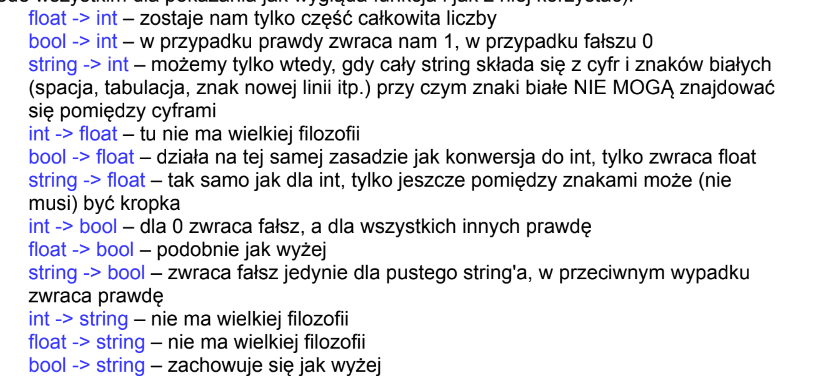 float -> int – zostaje nam tylko część całkowita liczby
bool -> int – w przypadku prawdy zwraca nam 1, w przypadku fałszu 0
string -> int – możemy tylko wtedy, gdy cały string składa się z cyfr i znaków białych
(spacja, tabulacja, znak nowej linii itp.) przy czym znaki białe NIE MOGĄ znajdować
się pomiędzy cyframi
int -> float – tu nie ma wielkiej filozofii
bool -> float – działa na tej samej zasadzie jak konwersja do int, tylko zwraca float
string -> float – tak samo jak dla int, tylko jeszcze pomiędzy znakami może (nie
musi) być kropka
int -> bool – dla 0 zwraca fałsz, a dla wszystkich innych prawdę
float -> bool – podobnie jak wyżej
string -> bool – zwraca fałsz jedynie dla pustego string'a, w przeciwnym wypadku
zwraca prawdę
int -> string – nie ma wielkiej filozofii
float -> string – nie ma wielkiej filozofii
bool -> string – zachowuje się jak wyżej